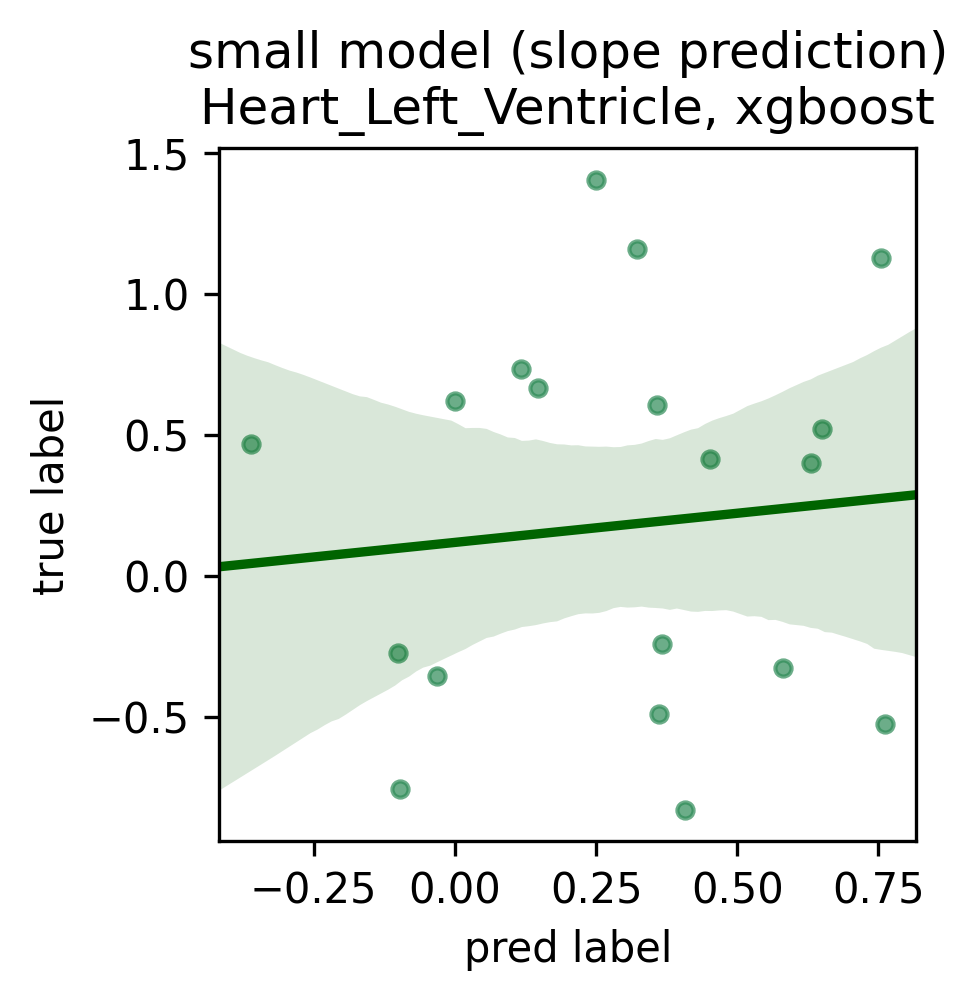 small model (slope prediction)
Heart_Left_Ventricle, xgboost
1.5
1.0
0.5
0.0
−0.5
true label
−0.25 0.00 0.25 0.50 0.75
pred label